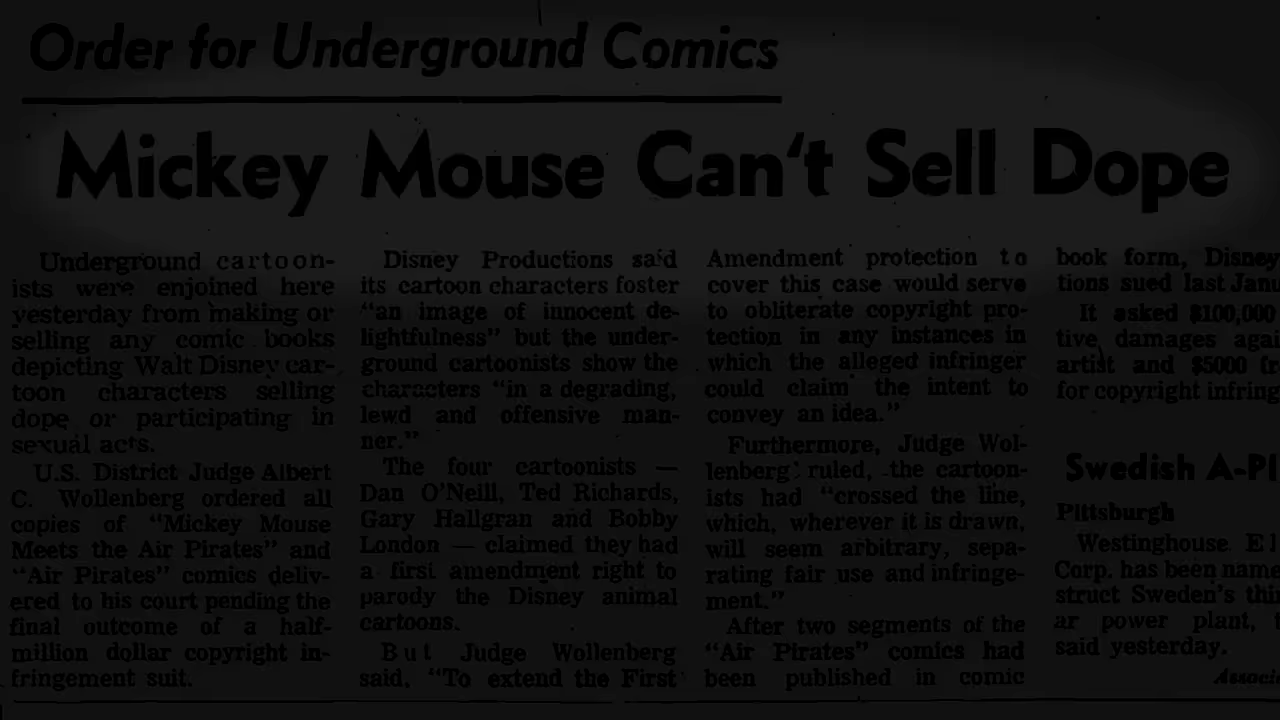 Order for Underground Comics
Mickey Mouse Can't Sell Dope
Underground cartoon-
ists were enjoined here
yesterday from making or
selling any comic books
depicting Walt Disney car-
toon characters selling
dope or participating in
sexual acts.
U.S. District Judge Albert
C. Wollenberg ordered all
copies of "Mickey Mouse
Meets the Air Pirates" and
"Air Pirates" comics deliv-
ered to his court pending the
final outcome of a half-
million dollar copyright in-
fringement suit.
Disney Productions said
its cartoon characters foster
"an image of innocent de-
lightfulness" but the under-
ground cartoonists show the
characters "in a degrading,
lewd and offensive man-
ner."
The four cartoonists —
Dan O'Neill, Ted Richards,
Gary Hallgran and Bobby
London — claimed they had
a first amendment right to
parody the Disney animal
cartoons.
But Judge Wollenberg
said, "To extend the First
Amendment protection to
cover this case would serve
to obliterate copyright pro-
tection in any instances in
which the alleged infringer
could claim the intent to
convey an idea."
Furthermore, Judge Wol-
lenberg ruled, the cartoon-
ists had "crossed the line,
which, wherever it is drawn,
will seem arbitrary, sepa-
rating fair use and infringe-
ment."
After two segments of the
"Air Pirates" comics had
been published in comic
book form, Disney
tions sued last Janu
It asked $100,000
tive damages agai
artist and $5000 fr
for copyright infring
Swedish A-Pl
Pittsburgh
Westinghouse El
Corp. has been name
struct Sweden's thir
ar power plant,
said yesterday.
Associ